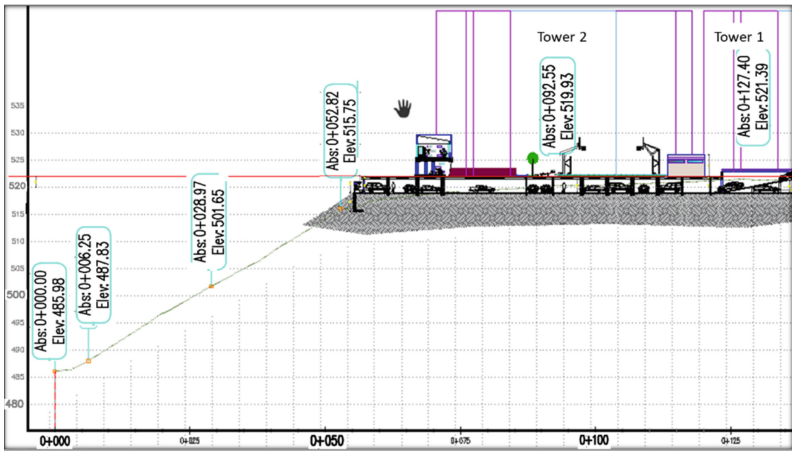 Tower 2
Tower 1
Abs: 0+000.00
Elev: 485.98
Abs: 0+006.25
Elev: 487.83
Abs: 0+028.97
Elev: 501.65
Abs: 0+052.82
Elev: 515.75
Abs: 0+092.55
Elev: 519.93
Abs: 0+127.40
Elev: 521.39
535
530
525
520
515
510
505
500
495
490
485
480
0+000
0+025
0+050
0+075
0+100
0+125